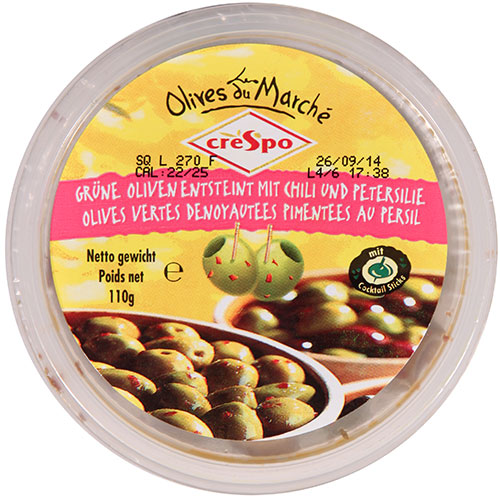 Les
Olives du Marché
creSpo
SQ L 270 F 26/09/14
CAL:22/25 L4/6 17:38
GRÜNE OLIVEN ENTSTEINT MIT CHILI UND PETERSILIE
OLIVES VERTES DENOYAUTEES PIMENTEES AU PERSIL
Netto gewicht
Poids net ℮
110g
mit
Cocktail Sticks